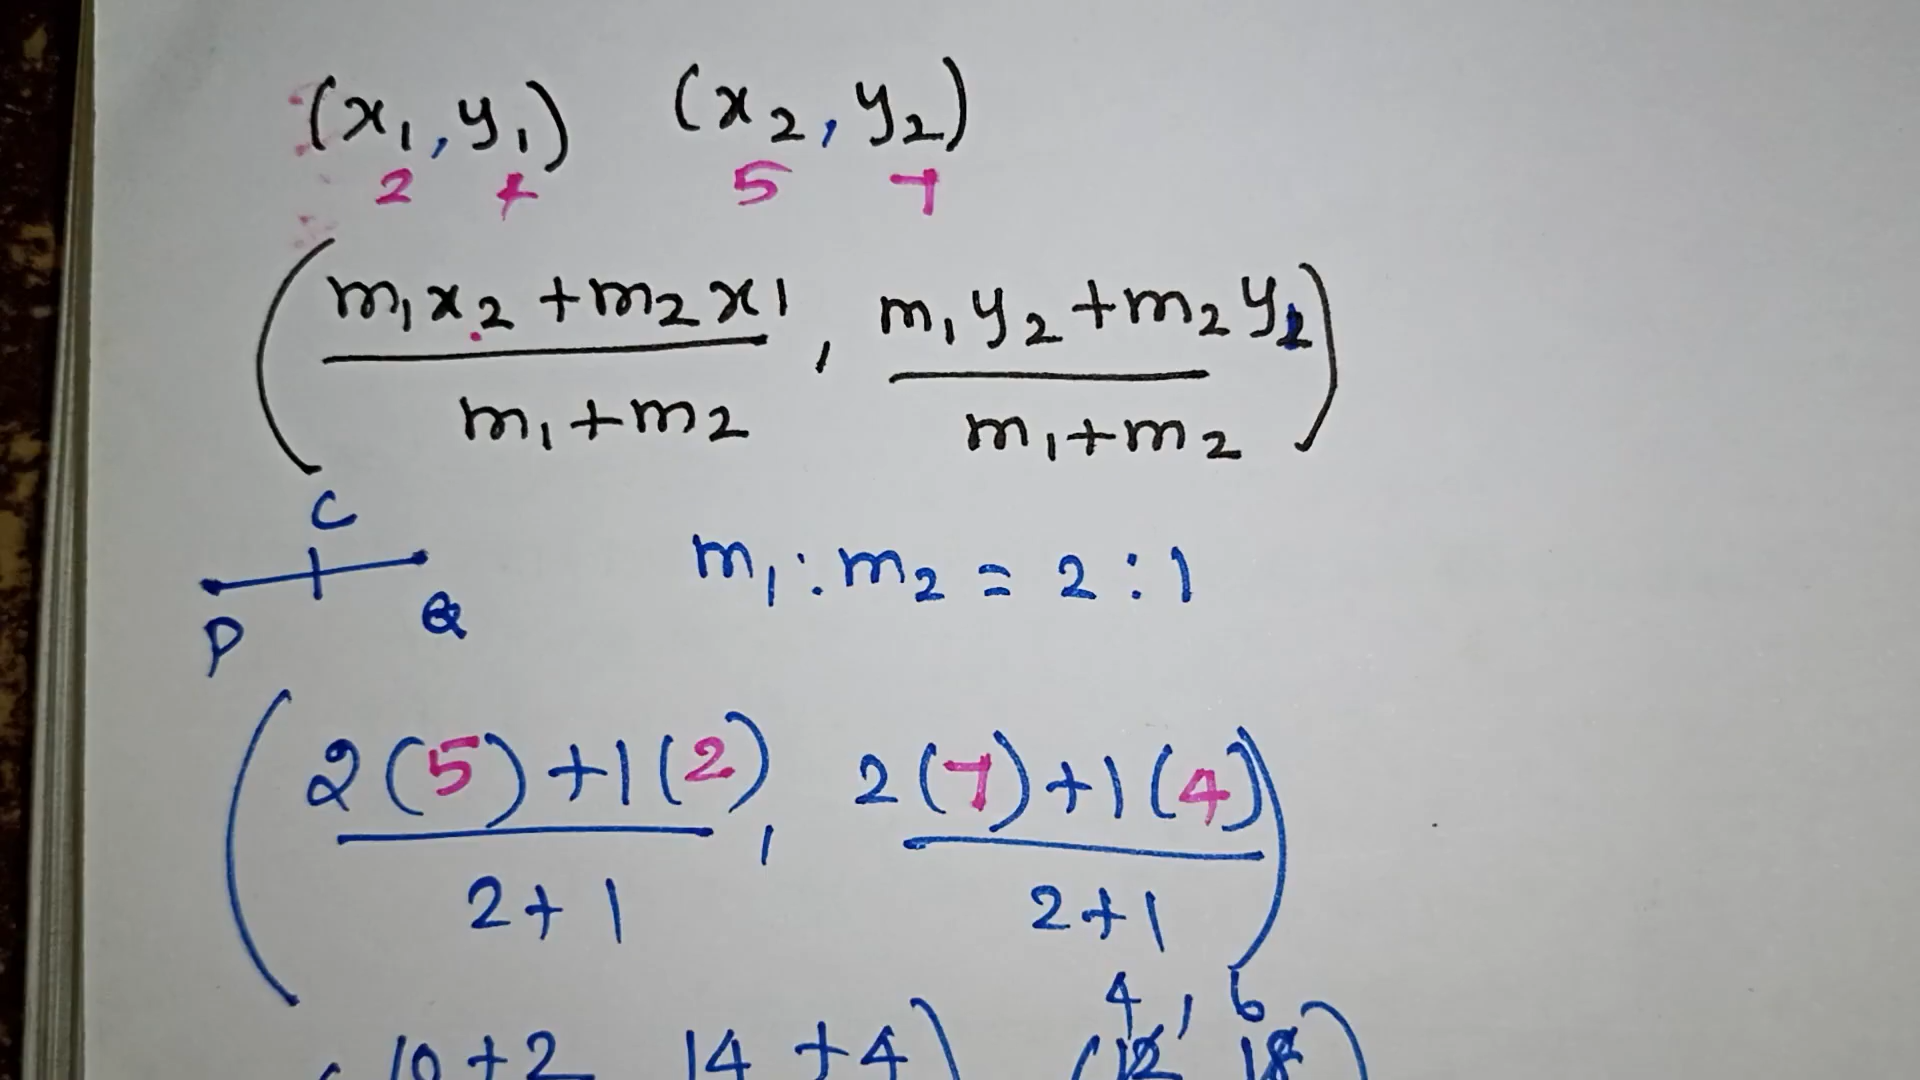 (x₁, y₁) (x₂, y₂)
2 4 5 7
(m₁x₂ + m₂x1 , m₁y₂ + m₂y₁)
m₁ + m₂ m₁ + m₂
C
m₁ : m₂ = 2 : 1
P Q
(2(5) + 1(2) , 2(7) + 1(4))
2 + 1 2 + 1
4 , 6
(10 + 2 14 + 4) (12 18)